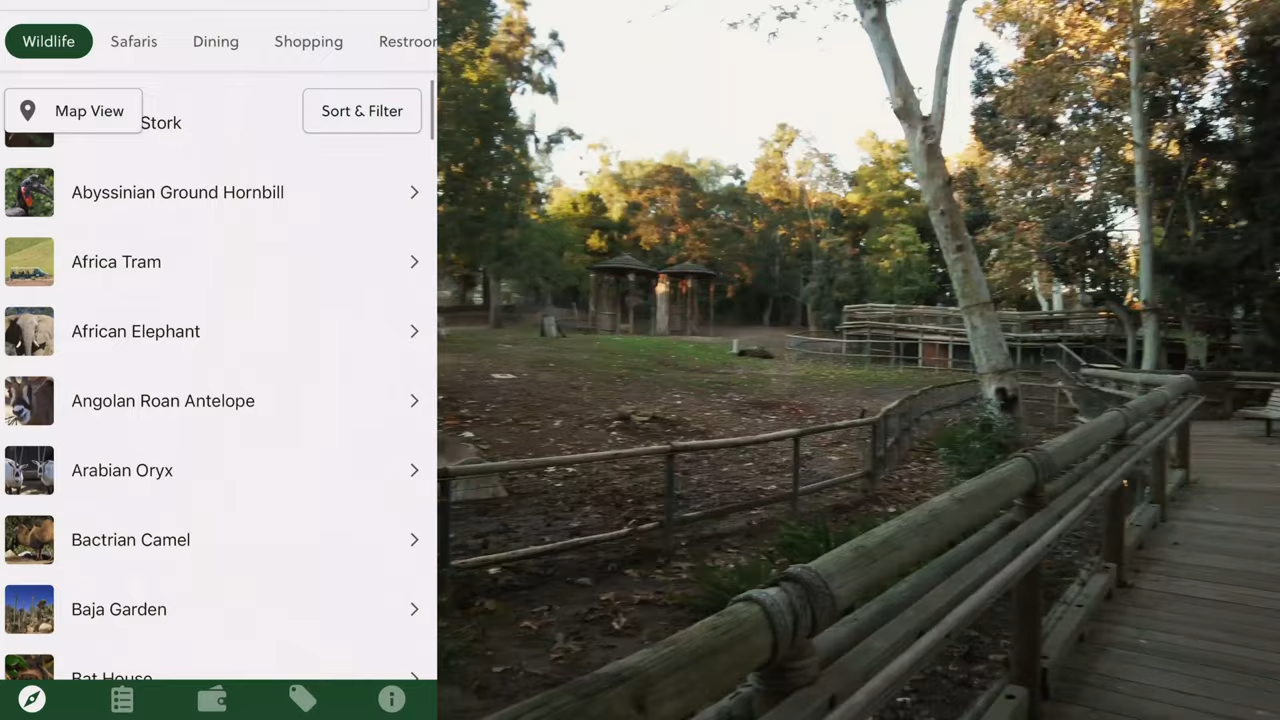 Wildlife
Safaris
Dining
Shopping
Restroo
Map View
Stork
Sort & Filter
Abyssinian Ground Hornbill
Africa Tram
African Elephant
Angolan Roan Antelope
Arabian Oryx
Bactrian Camel
Baja Garden
Bat House